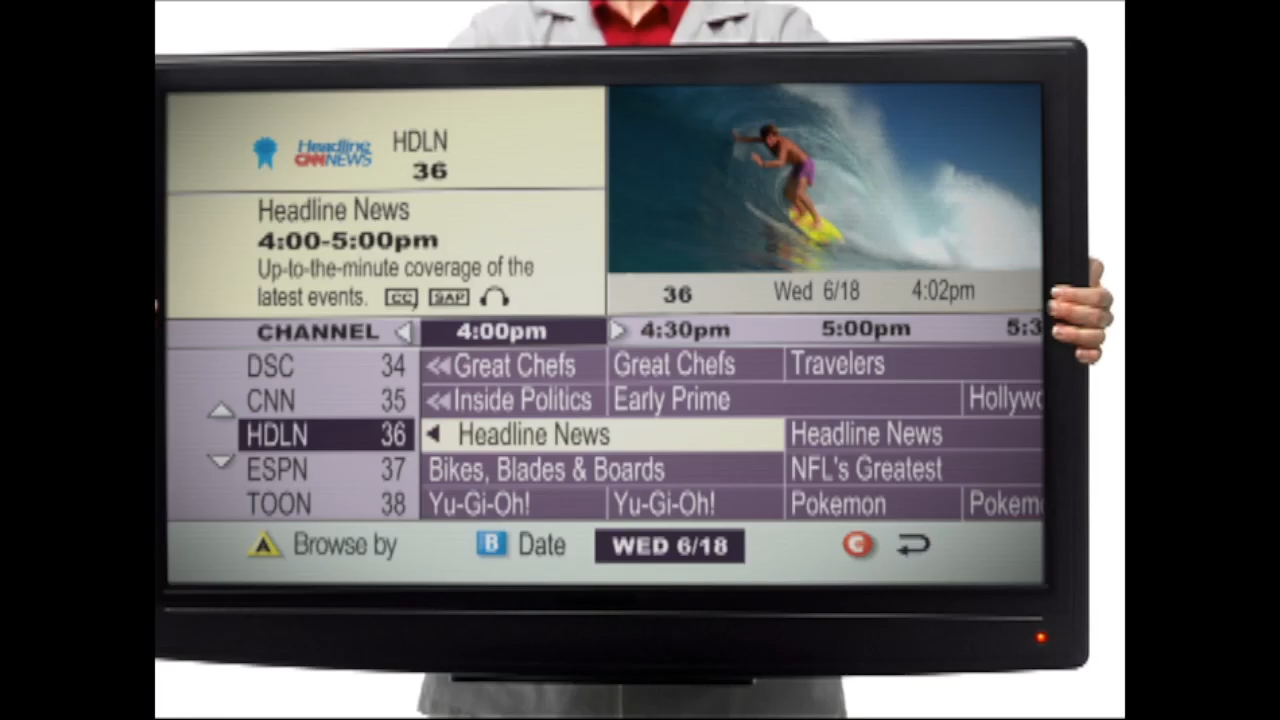 Headline
CNN NEWS
HDLN
36
Headline News
4:00-5:00pm
Up-to-the-minute coverage of the
latest events. CC SAP
36 Wed 6/18 4:02pm
CHANNEL 4:00pm 4:30pm 5:00pm 5:3
DSC 34 Great Chefs Great Chefs Travelers
CNN 35 Inside Politics Early Prime Hollywo
HDLN 36 Headline News Headline News
ESPN 37 Bikes, Blades & Boards NFL's Greatest
TOON 38 Yu-Gi-Oh! Yu-Gi-Oh! Pokemon Pokem
A Browse by B Date WED 6/18 C